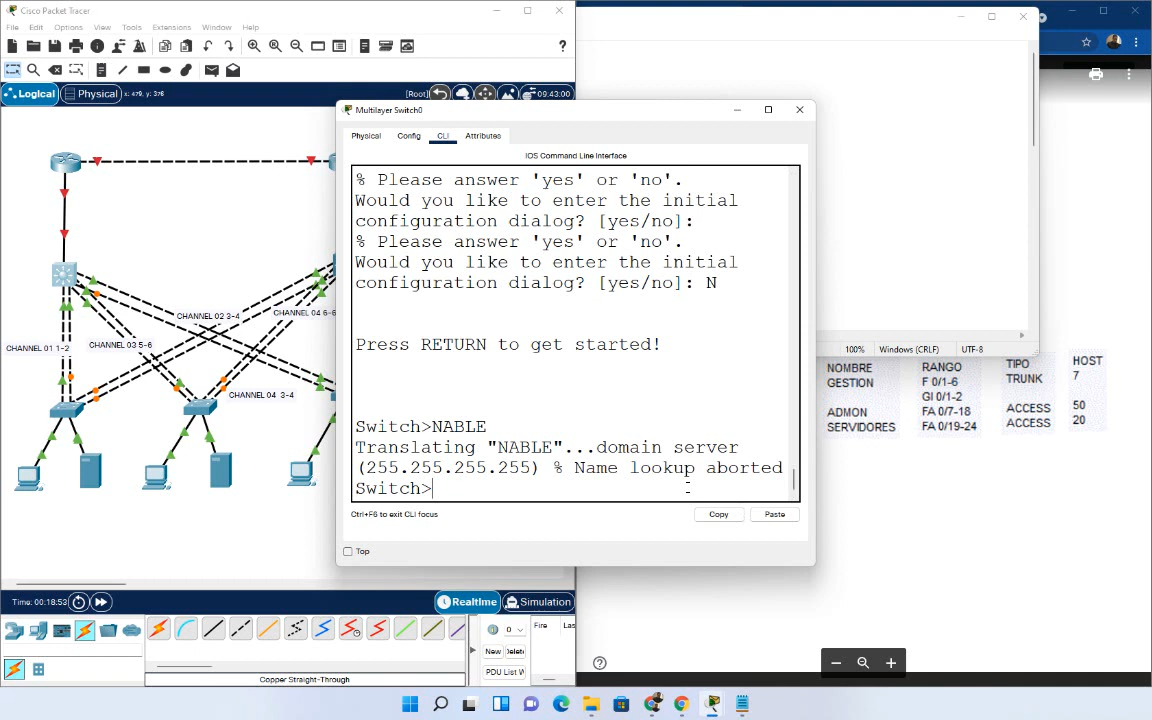 Cisco Packet Tracer
File Edit Options View Tools Extensions Window Help
?
Logical
Physical
x: 479, y: 376
[Root]
09:43:00
CHANNEL 02 3-4
CHANNEL 04 6-6
CHANNEL 01 1-2
CHANNEL 03 5-6
CHANNEL 04 3-4
Multilayer Switch0
Physical Config CLI Attributes
IOS Command Line Interface
% Please answer 'yes' or 'no'.
Would you like to enter the initial
configuration dialog? [yes/no]:
% Please answer 'yes' or 'no'.
Would you like to enter the initial
configuration dialog? [yes/no]: N
Press RETURN to get started!
Switch>NABLE
Translating "NABLE"...domain server
(255.255.255.255) % Name lookup aborted
Switch>
Ctrl+F6 to exit CLI focus
Copy
Paste
Top
100% Windows (CRLF) UTF-8
NOMBRE RANGO TIPO HOST
GESTION F 0/1-6 TRUNK 7
GI 0/1-2
ADMON FA 0/7-18 ACCESS 50
SERVIDORES FA 0/19-24 ACCESS 20
Time: 00:18:53
Realtime
Simulation
0
Fire
New
PDU List W
Copper Straight-Through